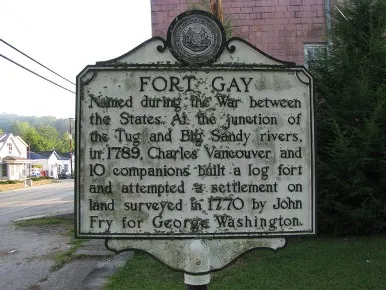 FORT GAY
Named during the War between
the States. At the junction of
the Tug and Big Sandy rivers,
in 1789, Charles Vancouver and
10 companions built a log fort
and attempted a settlement on
land surveyed in 1770 by John
Fry for George Washington.